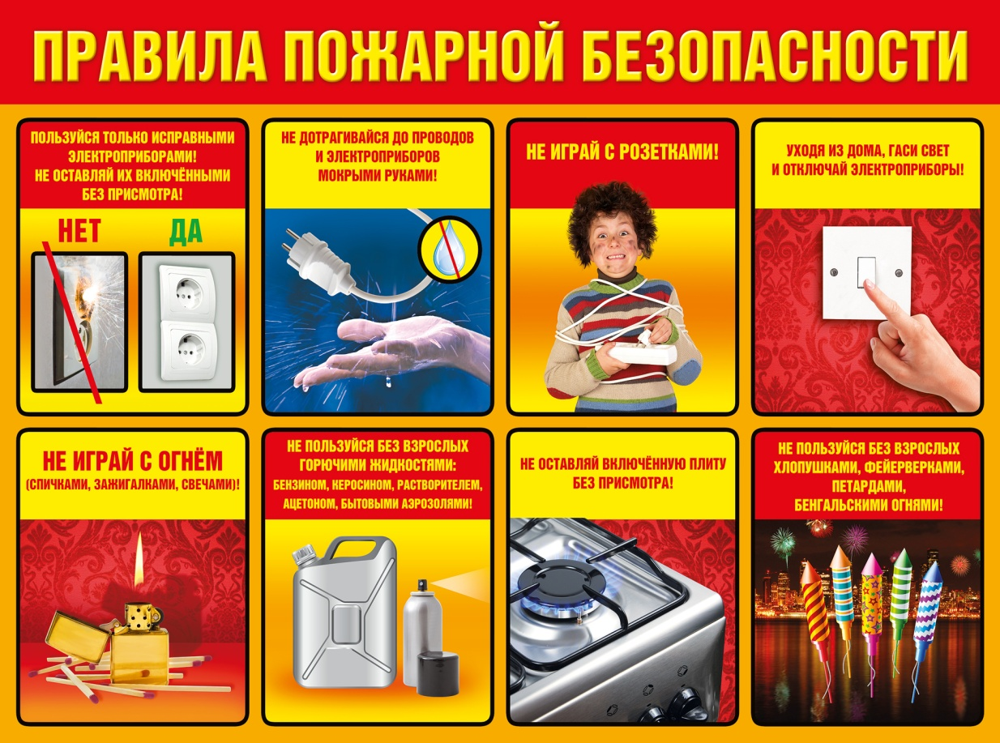 ПРАВИЛА ПОЖАРНОЙ БЕЗОПАСНОСТИ
ПОЛЬЗУЙСЯ ТОЛЬКО ИСПРАВНЫМИ
ЭЛЕКТРОПРИБОРАМИ!
НЕ ОСТАВЛЯЙ ИХ ВКЛЮЧЁННЫМИ
БЕЗ ПРИСМОТРА!
НЕТ ДА
НЕ ДОТРАГИВАЙСЯ ДО ПРОВОДОВ
И ЭЛЕКТРОПРИБОРОВ
МОКРЫМИ РУКАМИ!
НЕ ИГРАЙ С РОЗЕТКАМИ!
УХОДЯ ИЗ ДОМА, ГАСИ СВЕТ
И ОТКЛЮЧАЙ ЭЛЕКТРОПРИБОРЫ!
НЕ ИГРАЙ С ОГНЁМ
(СПИЧКАМИ, ЗАЖИГАЛКАМИ, СВЕЧАМИ)!
НЕ ПОЛЬЗУЙСЯ БЕЗ ВЗРОСЛЫХ
ГОРЮЧИМИ ЖИДКОСТЯМИ:
БЕНЗИНОМ, КЕРОСИНОМ, РАСТВОРИТЕЛЕМ,
АЦЕТОНОМ, БЫТОВЫМИ АЭРОЗОЛЯМИ!
НЕ ОСТАВЛЯЙ ВКЛЮЧЁННУЮ ПЛИТУ
БЕЗ ПРИСМОТРА!
НЕ ПОЛЬЗУЙСЯ БЕЗ ВЗРОСЛЫХ
ХЛОПУШКАМИ, ФЕЙЕРВЕРКАМИ,
ПЕТАРДАМИ,
БЕНГАЛЬСКИМИ ОГНЯМИ!